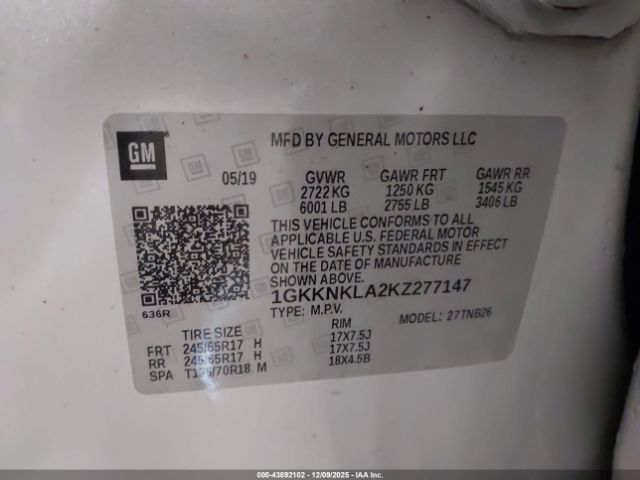 GM
MFD BY GENERAL MOTORS LLC
05/19
GVWR GAWR FRT GAWR RR
2722 KG 1250 KG 1545 KG
6001 LB 2755 LB 3406 LB
THIS VEHICLE CONFORMS TO ALL
APPLICABLE U.S. FEDERAL MOTOR
VEHICLE SAFETY STANDARDS IN EFFECT
ON THE DATE OF MANUFACTURE
SHOWN ABOVE.
1GKKNKLA2KZ277147
636R
TYPE: M.P.V. MODEL: 27TNB26
TIRE SIZE RIM
FRT 245/65R17 H 17X7.5J
RR 245/65R17 H 17X7.5J
SPA T135/70R18 M 18X4.5B
000-43892102 | 12/09/2025 | IAA Inc.